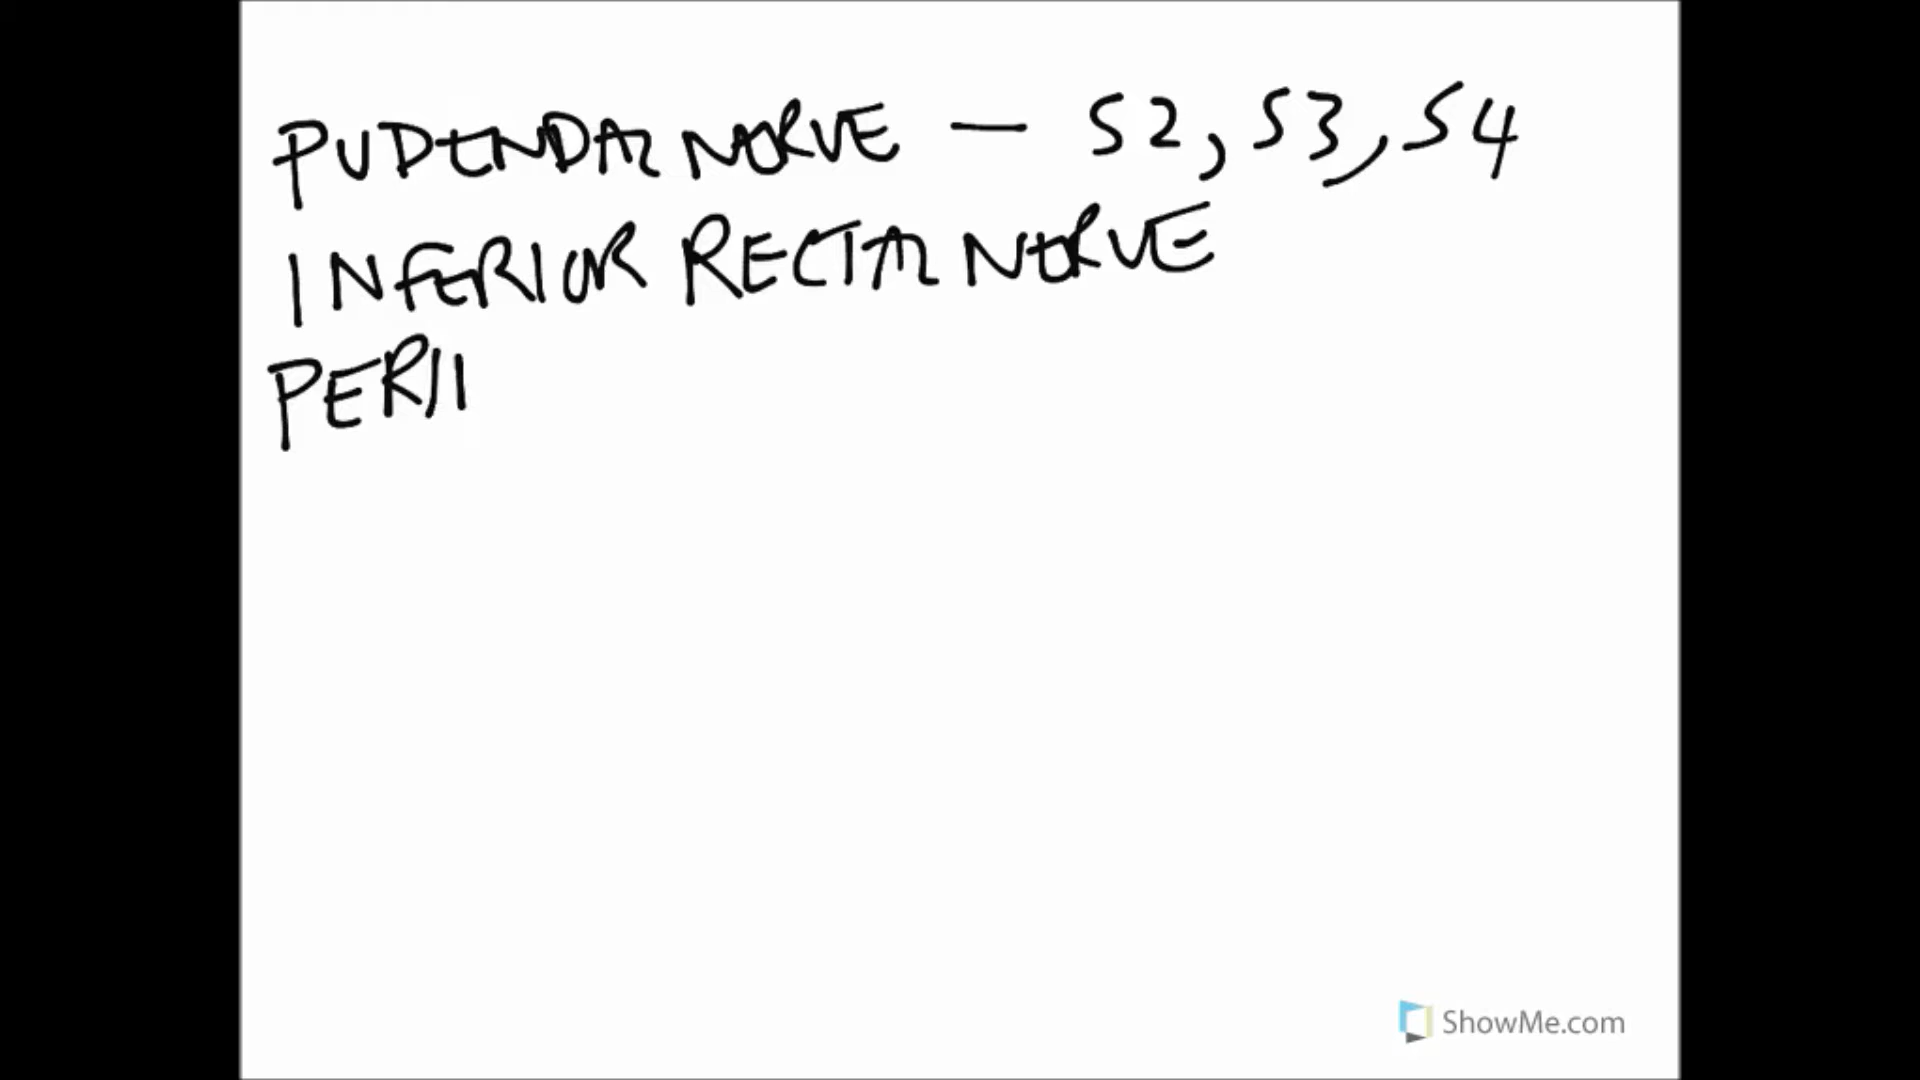 PUDENDAL NERVE — S2, S3, S4
INFERIOR RECTAL NERVE
PERI
ShowMe.com